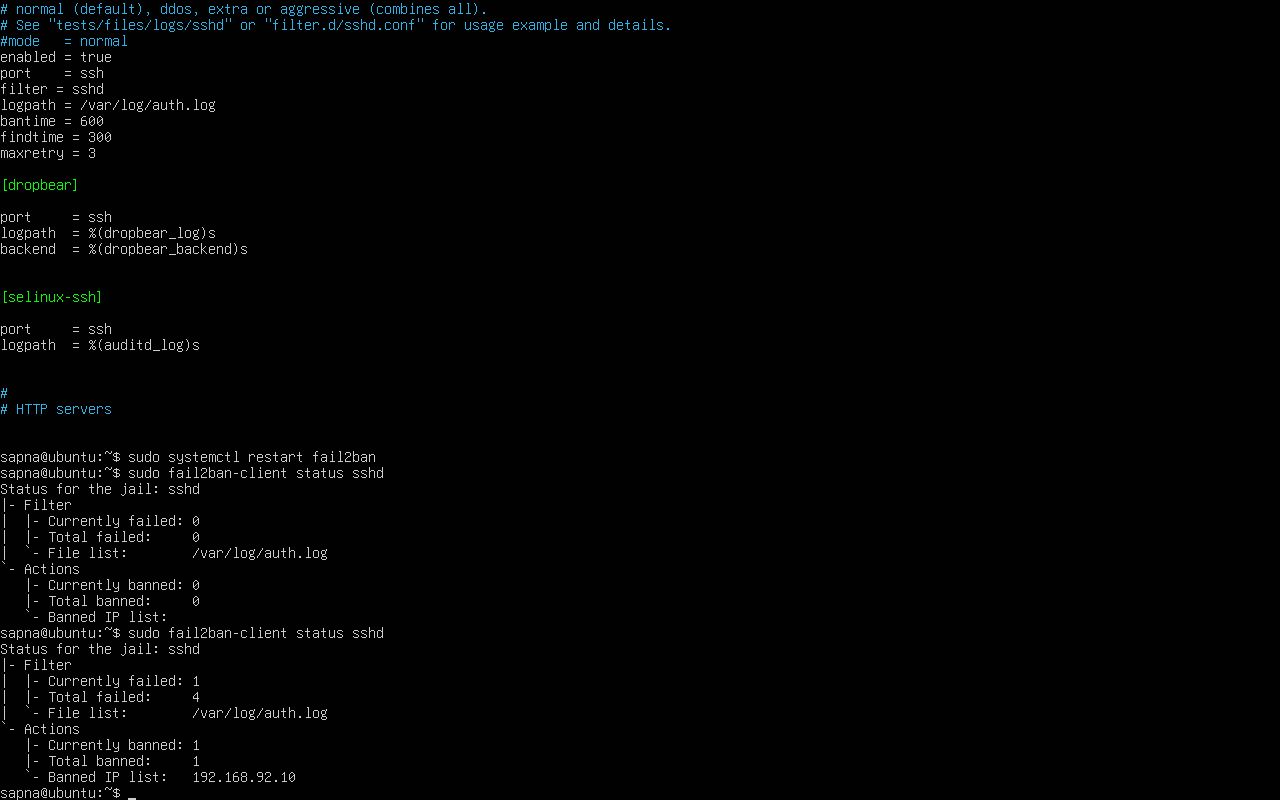 # normal (default), ddos, extra or aggressive (combines all).
# See "tests/files/logs/sshd" or "filter.d/sshd.conf" for usage example and details.
#mode   = normal
enabled = true
port    = ssh
filter = sshd
logpath = /var/log/auth.log
bantime = 600
findtime = 300
maxretry = 3

[dropbear]

port     = ssh
logpath  = %(dropbear_log)s
backend  = %(dropbear_backend)s


[selinux-ssh]

port     = ssh
logpath  = %(auditd_log)s


#
# HTTP servers


sapna@ubuntu:~$ sudo systemctl restart fail2ban
sapna@ubuntu:~$ sudo fail2ban-client status sshd
Status for the jail: sshd
|- Filter
|  |- Currently failed: 0
|  |- Total failed:     0
|  `- File list:        /var/log/auth.log
`- Actions
   |- Currently banned: 0
   |- Total banned:     0
   `- Banned IP list:
sapna@ubuntu:~$ sudo fail2ban-client status sshd
Status for the jail: sshd
|- Filter
|  |- Currently failed: 1
|  |- Total failed:     4
|  `- File list:        /var/log/auth.log
`- Actions
   |- Currently banned: 1
   |- Total banned:     1
   `- Banned IP list:   192.168.92.10
sapna@ubuntu:~$ _